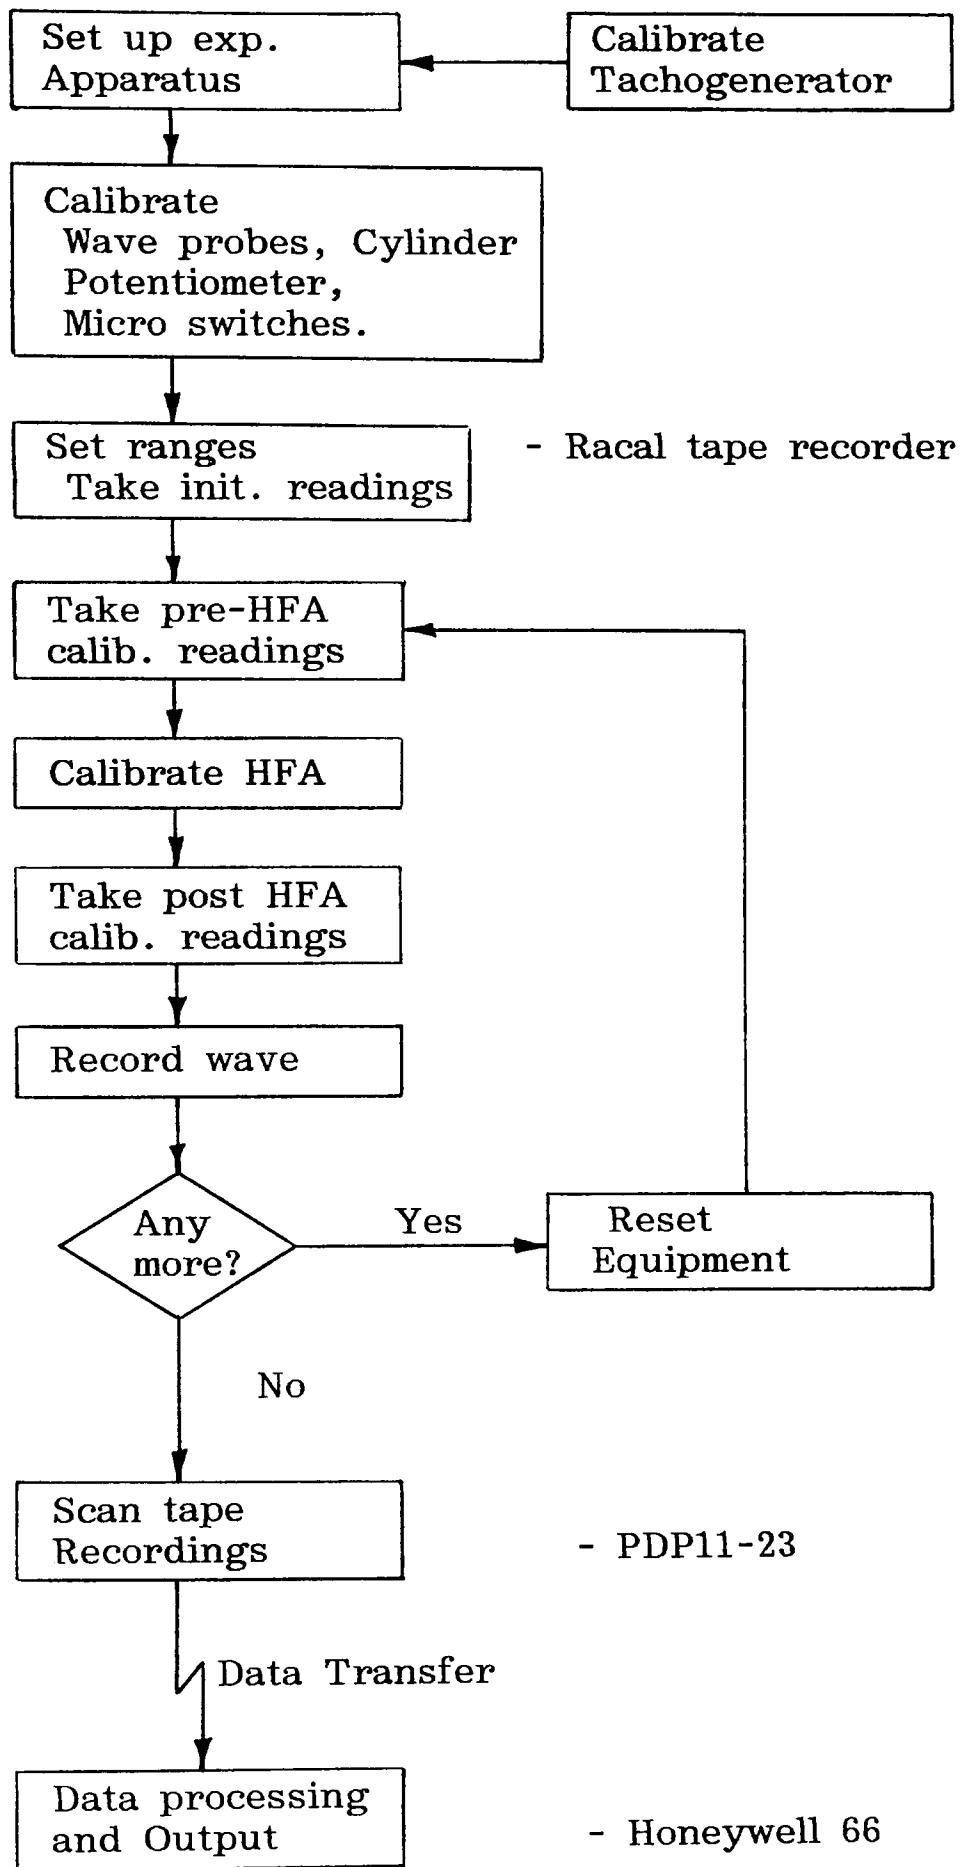 Set up exp.
Apparatus
Calibrate
Tachogenerator
Calibrate
Wave probes, Cylinder
Potentiometer,
Micro switches.
Set ranges
Take init. readings
- Racal tape recorder
Take pre-HFA
calib. readings
Calibrate HFA
Take post HFA
calib. readings
Record wave
Any
more?
Yes
Reset
Equipment
No
Scan tape
Recordings
- PDP11-23
Data Transfer
Data processing
and Output
- Honeywell 66